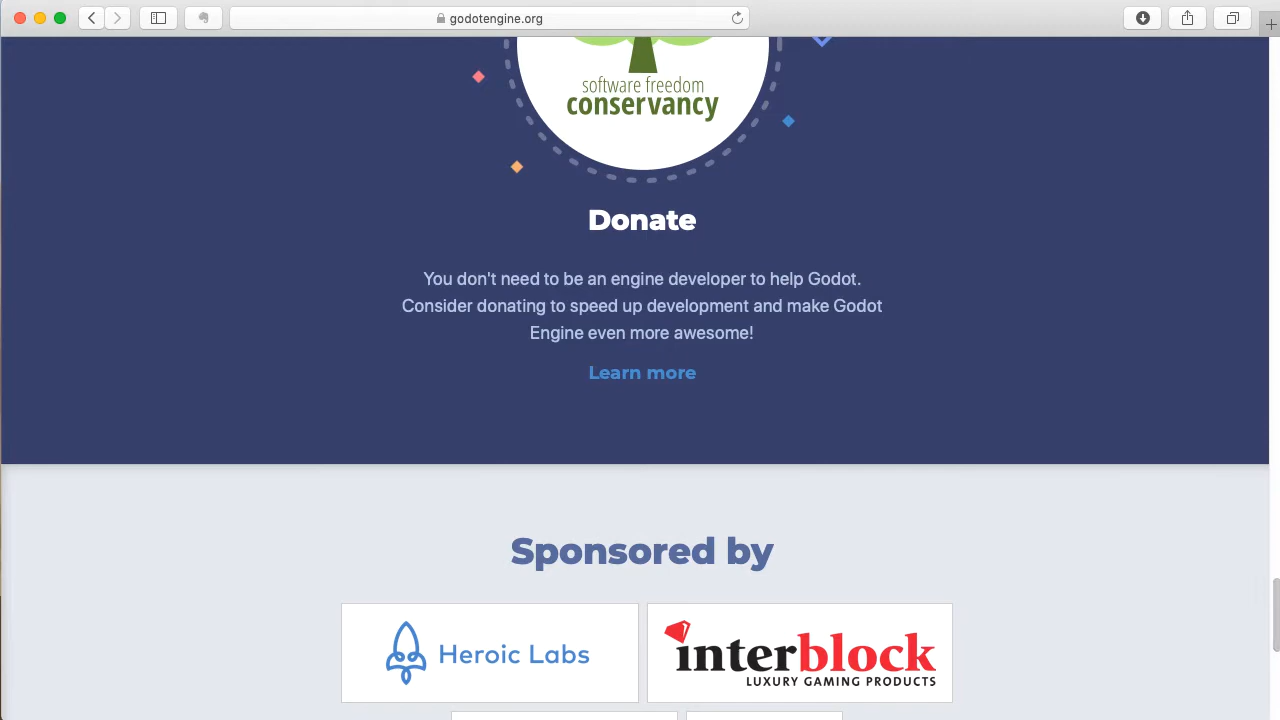 godotengine.org
software freedom
conservancy
Donate
You don't need to be an engine developer to help Godot.
Consider donating to speed up development and make Godot
Engine even more awesome!
Learn more
Sponsored by
Heroic Labs
interblock
LUXURY GAMING PRODUCTS